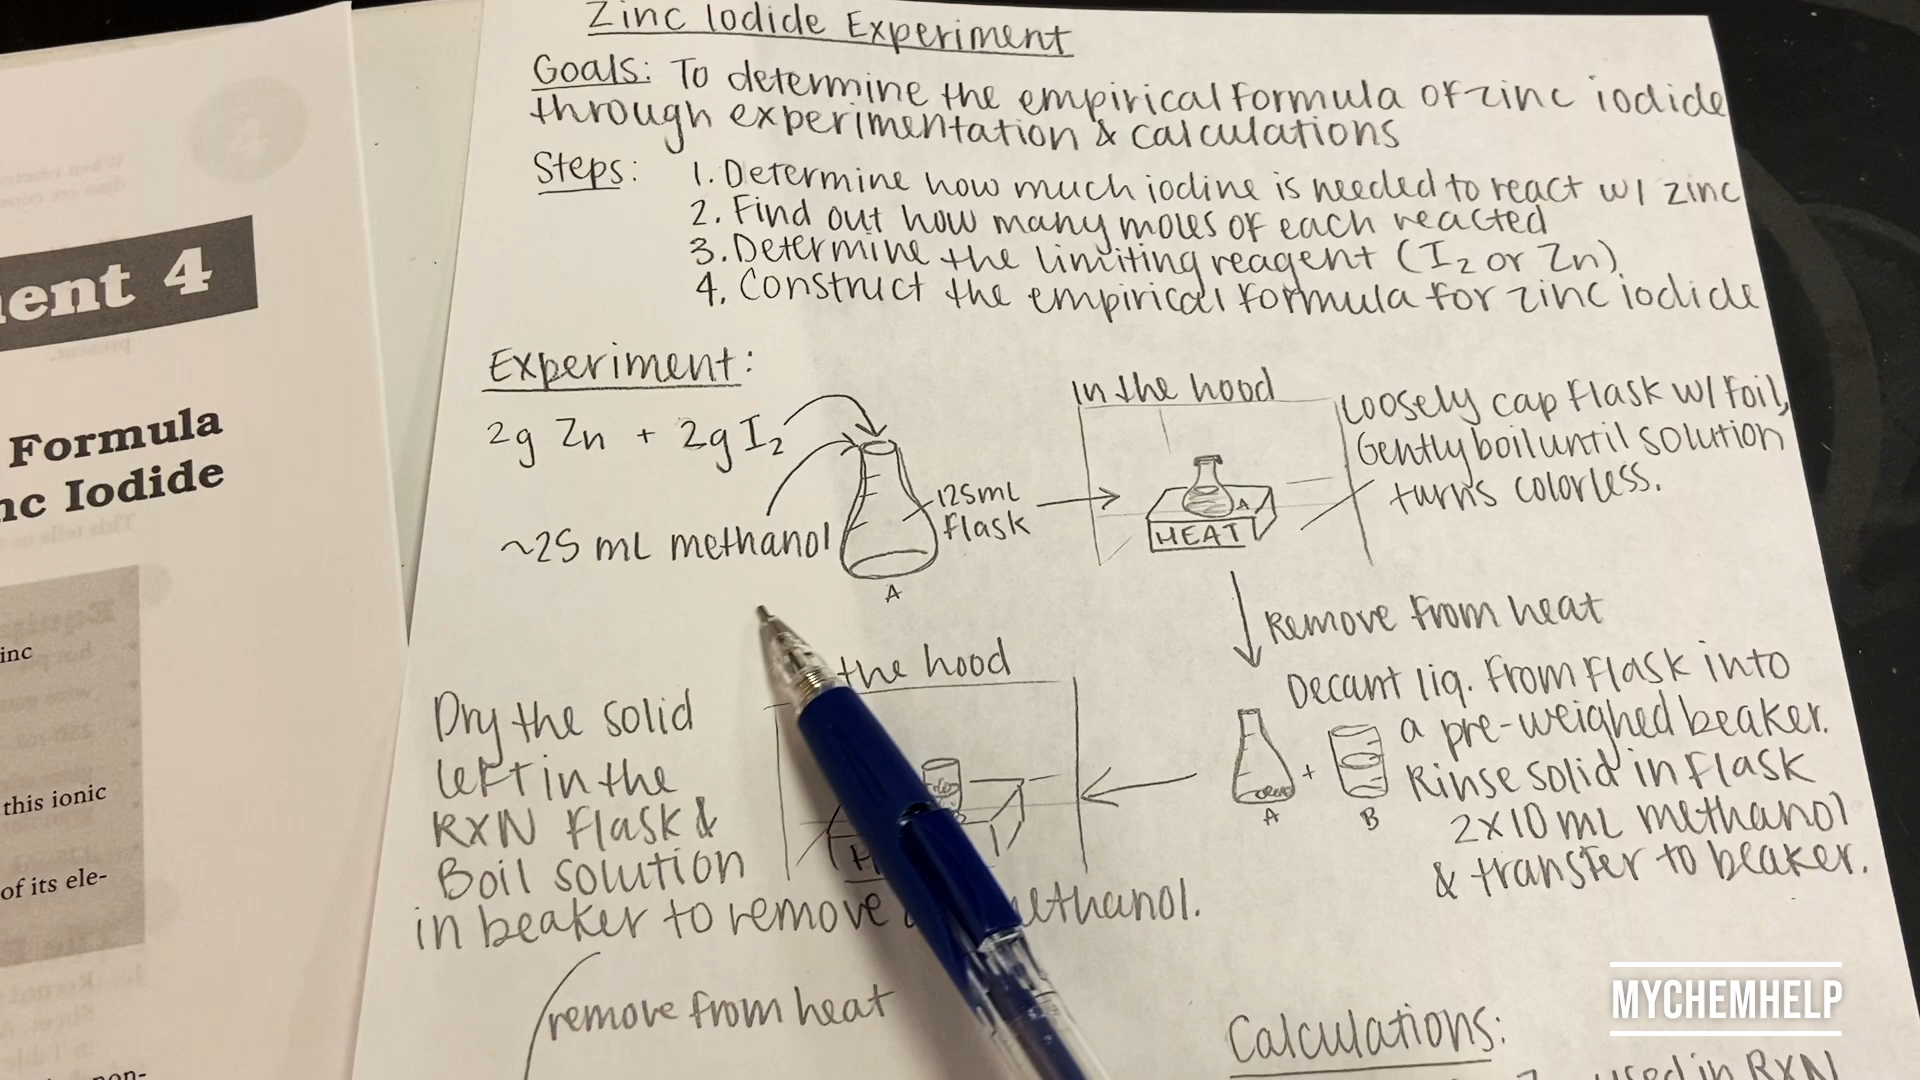 Zinc Iodide Experiment
Goals: To determine the empirical formula of zinc iodide
through experimentation & calculations
Steps: 1. Determine how much iodine is needed to react w/ zinc
2. Find out how many moles of each reacted
3. Determine the limiting reagent (I2 or Zn)
4. Construct the empirical formula for zinc iodide
Experiment:
2g Zn + 2g I2
~25 mL methanol
125mL
flask
A
In the hood
HEAT
A
Loosely cap flask w/ foil,
Gently boil until solution
turns colorless.
Remove from heat
Decant liq. from flask into
a pre-weighed beaker.
Rinse solid in flask
2x10 mL methanol
& transfer to beaker.
A + B
the hood
Dry the solid
left in the
RXN flask &
Boil solution
in beaker to remove methanol.
remove from heat
Calculations:
used in RXN
ent 4
Formula
nc Iodide
inc
this ionic
of its ele-
non-
MYCHEMHELP